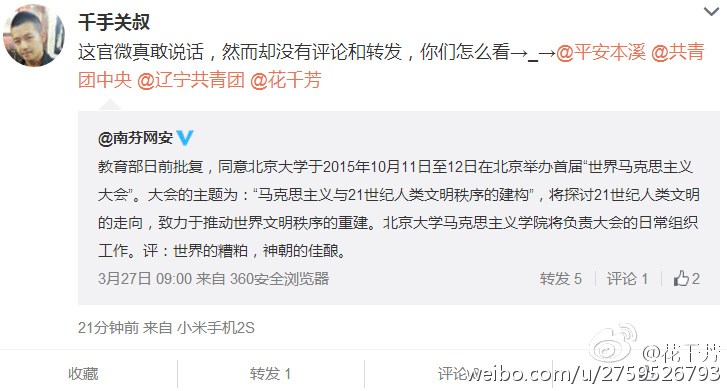 千手关叔
这官微真敢说话，然而却没有评论和转发，你们怎么看→_→@平安本溪 @共青
团中央 @辽宁共青团 @花千芳
@南芬网安
教育部日前批复，同意北京大学于2015年10月11日至12日在北京举办首届“世界马克思主义
大会”。大会的主题为：“马克思主义与21世纪人类文明秩序的建构”，将探讨21世纪人类文明
的走向，致力于推动世界文明秩序的重建。北京大学马克思主义学院将负责大会的日常组织
工作。评：世界的糟粕，神朝的佳酿。
3月27日 09:00 来自 360安全浏览器 转发 5 评论 1 2
21分钟前 来自 小米手机2S
@花千芳
收藏 转发 1 评论
weibo.com/u/2759526793